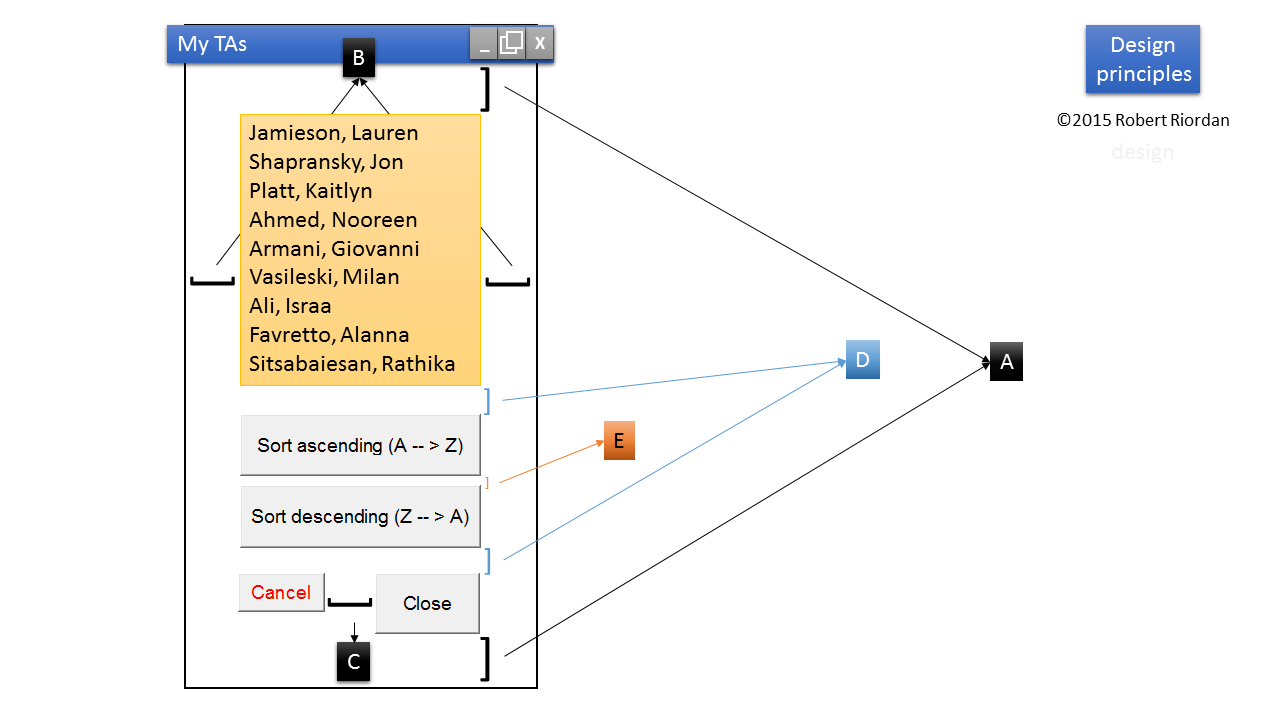 My TAs
B
_
X
Design
principles
©2015 Robert Riordan
design
Jamieson, Lauren
Shapransky, Jon
Platt, Kaitlyn
Ahmed, Nooreen
Armani, Giovanni
Vasileski, Milan
Ali, Israa
Favretto, Alanna
Sitsabaiesan, Rathika
D
A
Sort ascending (A -- > Z)
E
Sort descending (Z -- > A)
Cancel
Close
C